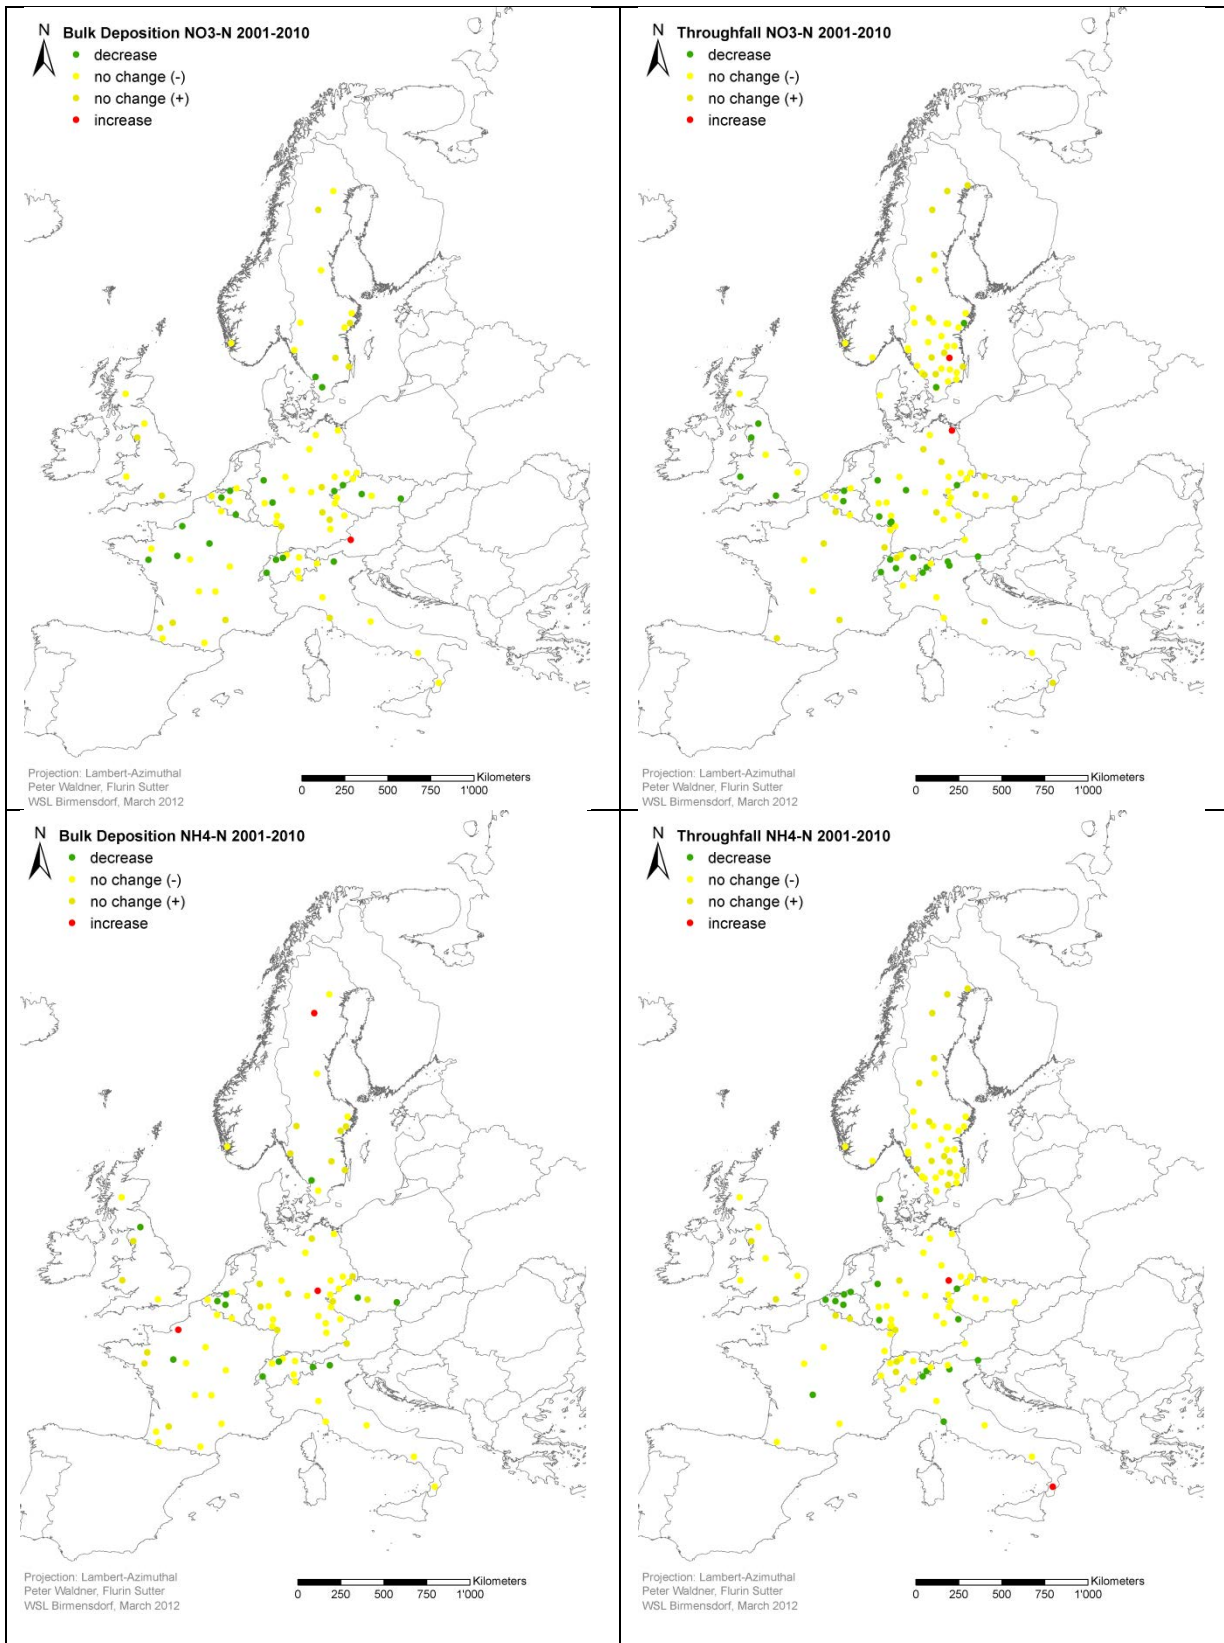 N
Bulk Deposition NO3-N 2001-2010
decrease
no change (-)
no change (+)
increase
Projection: Lambert-Azimuthal
Peter Waldner, Flurin Sutter
WSL Birmensdorf, March 2012
Kilometers
0 250 500 750 1'000
N
Throughfall NO3-N 2001-2010
decrease
no change (-)
no change (+)
increase
Projection: Lambert-Azimuthal
Peter Waldner, Flurin Sutter
WSL Birmensdorf, March 2012
Kilometers
0 250 500 750 1'000
N
Bulk Deposition NH4-N 2001-2010
decrease
no change (-)
no change (+)
increase
Projection: Lambert-Azimuthal
Peter Waldner, Flurin Sutter
WSL Birmensdorf, March 2012
Kilometers
0 250 500 750 1'000
N
Throughfall NH4-N 2001-2010
decrease
no change (-)
no change (+)
increase
Projection: Lambert-Azimuthal
Peter Waldner, Flurin Sutter
WSL Birmensdorf, March 2012
Kilometers
0 250 500 750 1'000